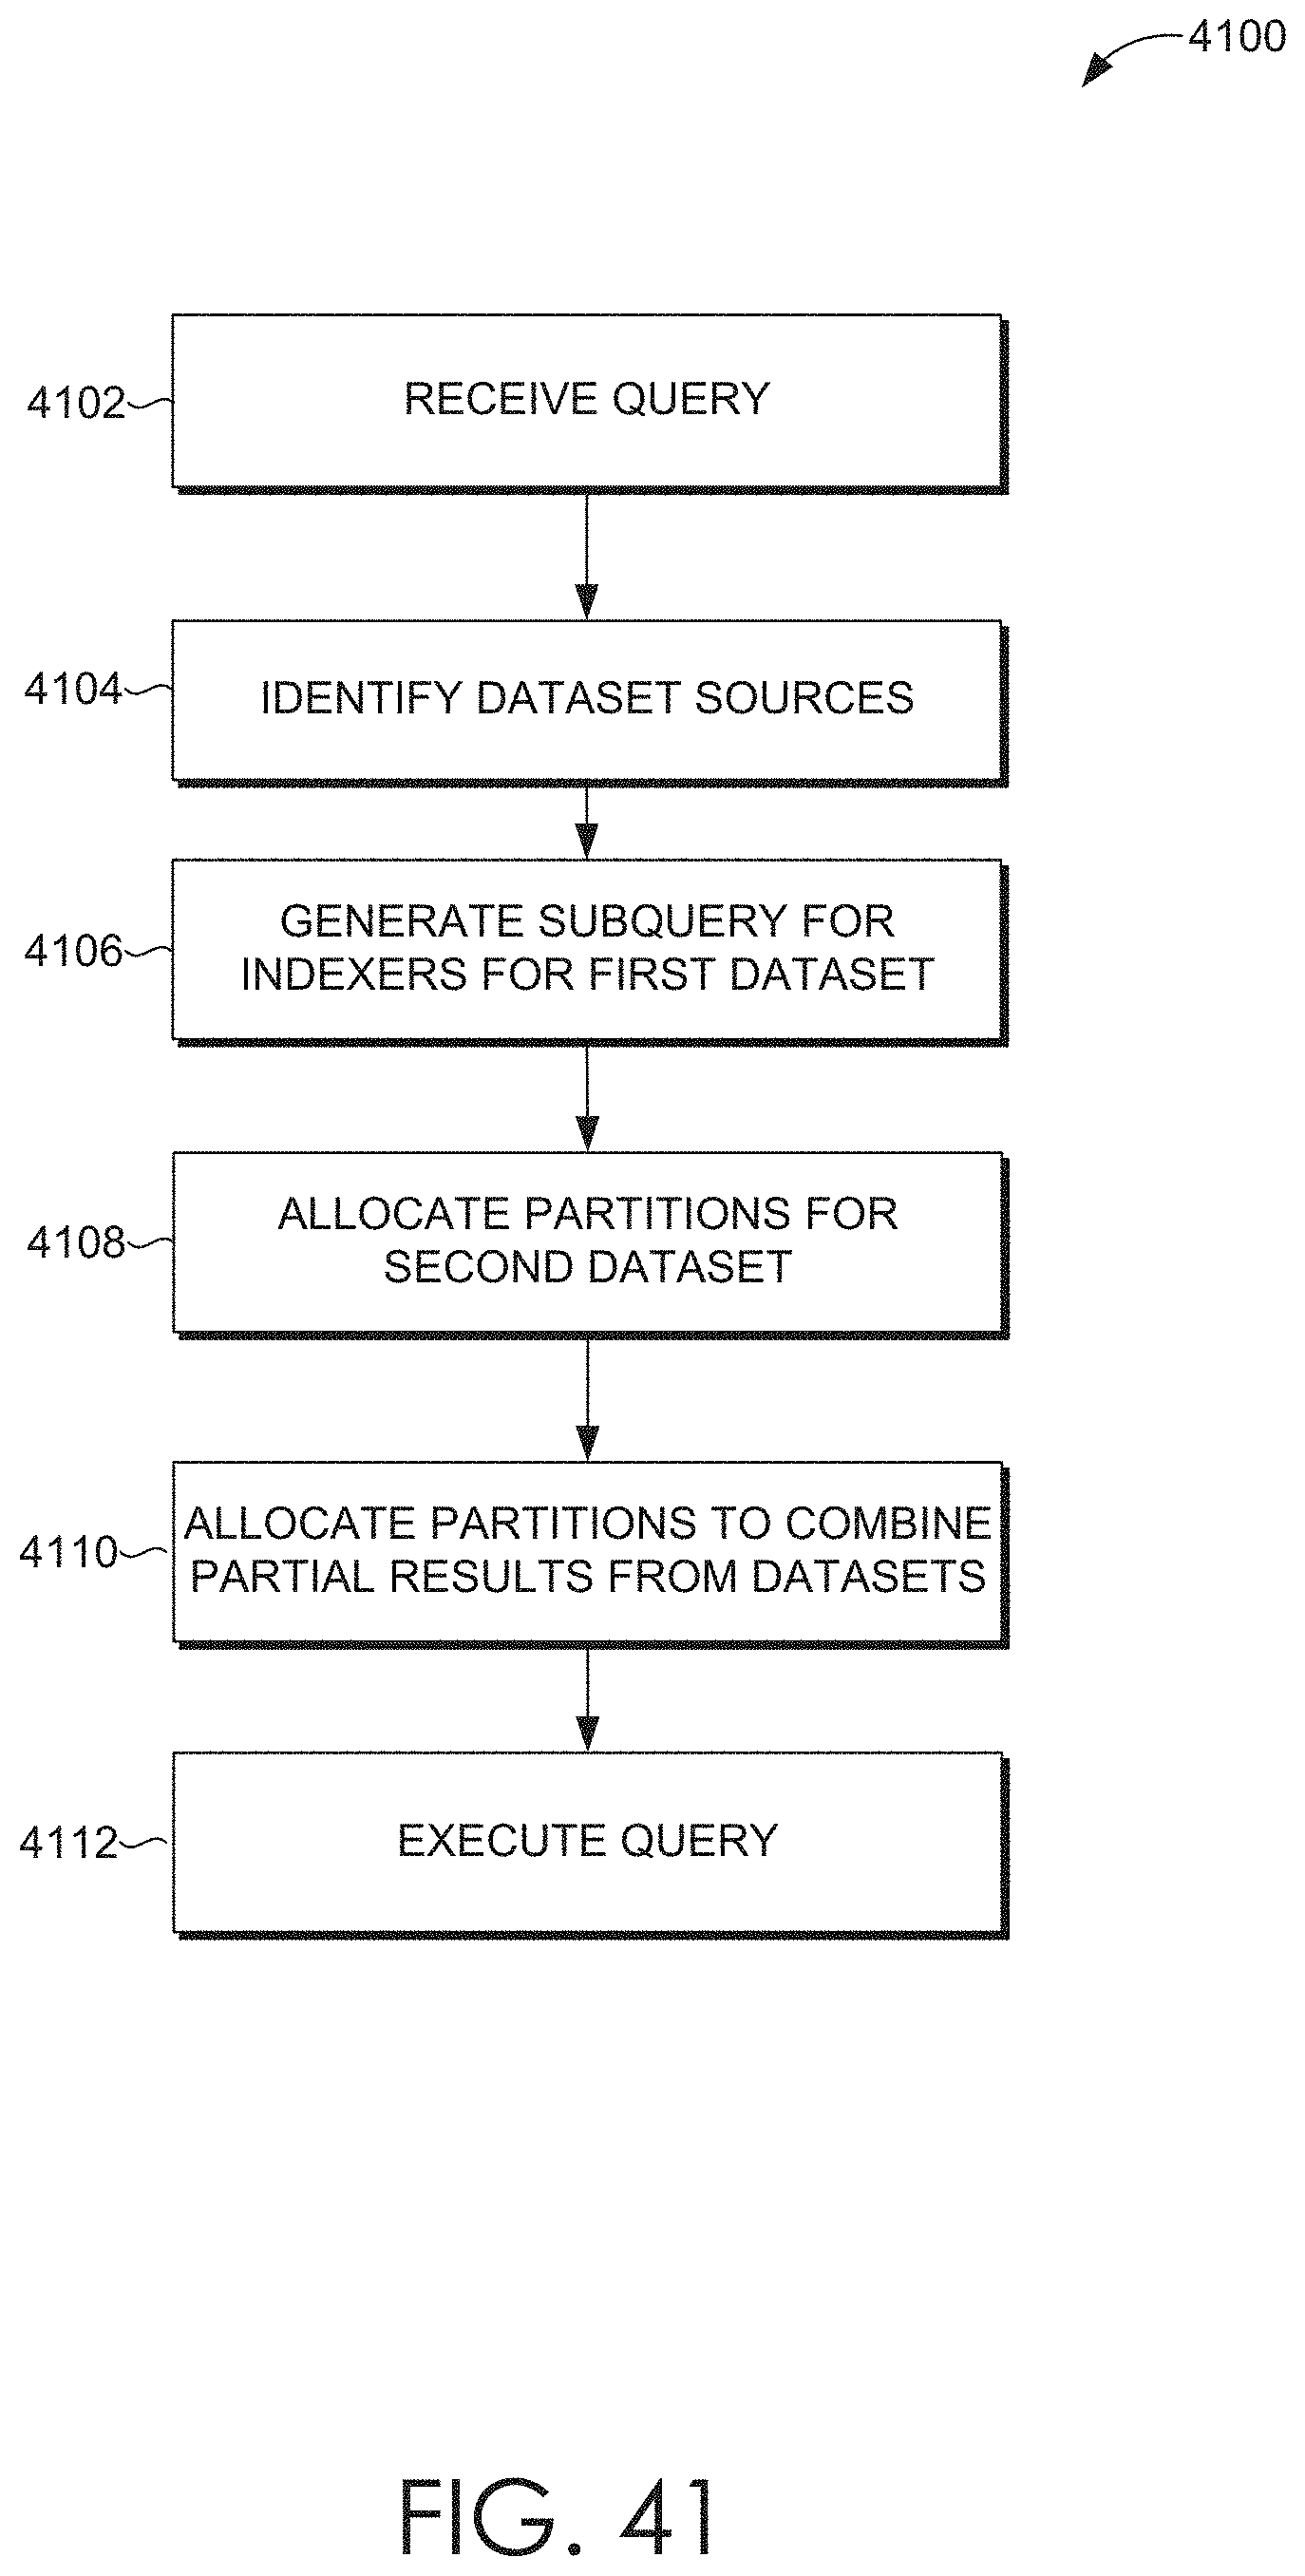 4100
4102
RECEIVE QUERY
4104
IDENTIFY DATASET SOURCES
4106
GENERATE SUBQUERY FOR
INDEXERS FOR FIRST DATASET
4108
ALLOCATE PARTITIONS FOR
SECOND DATASET
4110
ALLOCATE PARTITIONS TO COMBINE
PARTIAL RESULTS FROM DATASETS
4112
EXECUTE QUERY
FIG. 41